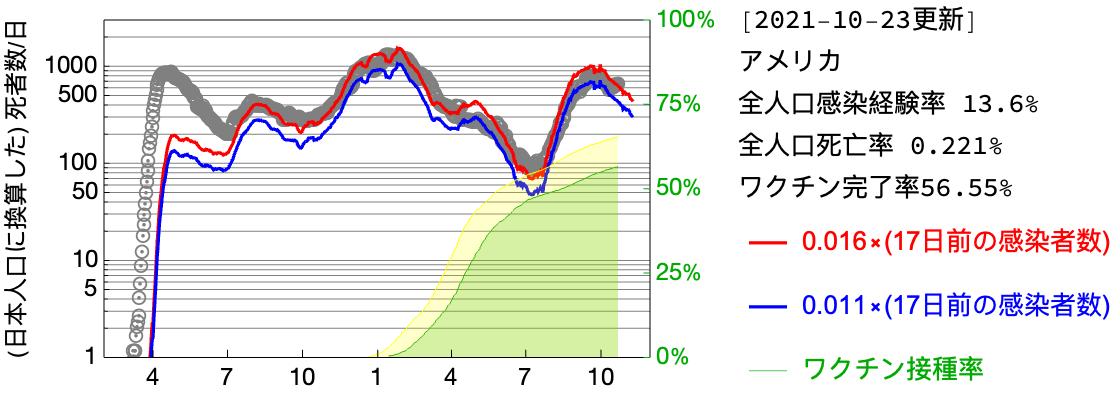 (日本人口に換算した) 死者数/日
1000
500
100
50
10
5
1
4
7
10
1
4
7
10
100%
75%
50%
25%
0%
[2021-10-23更新]
アメリカ
全人口感染経験率 13.6%
全人口死亡率 0.221%
ワクチン完了率56.55%
0.016×(17日前の感染者数)
0.011×(17日前の感染者数)
ワクチン接種率